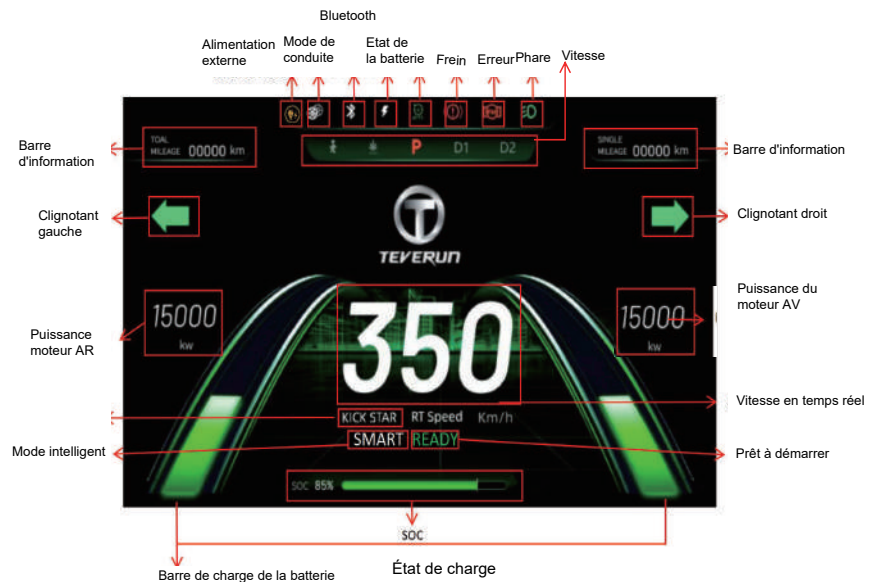 Bluetooth
Alimentation
externe
Mode de
conduite
Etat de
la batterie
Frein
Erreur
Phare
Vitesse
Barre
d'information
TOAL
MILEAGE 00000 km
P D1 D2
SINGLE
MILEAGE 00000 km
Barre d'information
Clignotant
gauche
TEVERUN
Clignotant droit
Puissance
moteur AR
15000
kw
350
15000
kw
Puissance du
moteur AV
Vitesse en temps réel
KICK STAR RT Speed Km/h
Mode intelligent
SMART READY
Prêt à démarrer
SOC 85%
SOC
Barre de charge de la batterie
État de charge